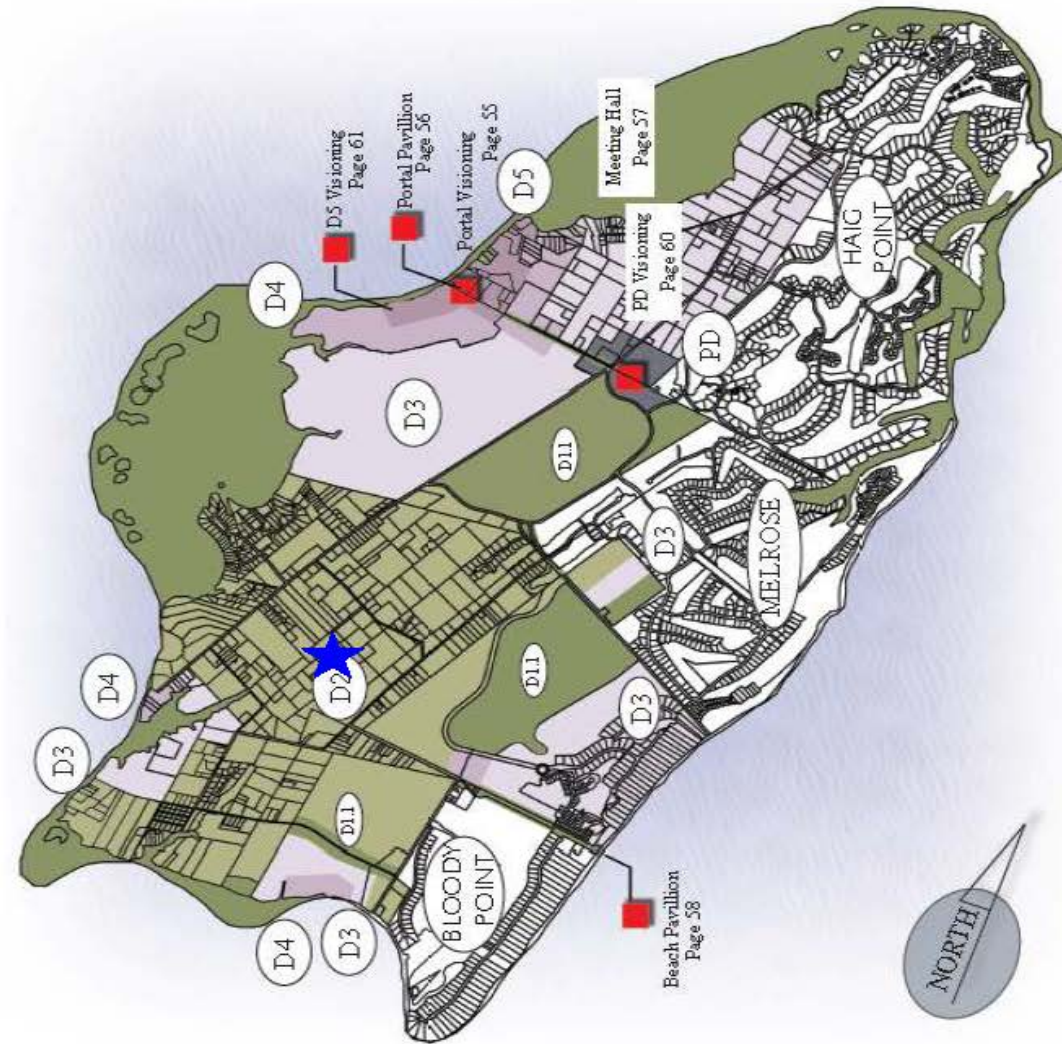 D5 Visioning
Page 61
Portal Pavillion
Page 56
Portal Visioning
Page 55
Meeting Hall
Page 57
PD Visioning
Page 60
D5
D4
D3
D1.1
PD
HAIG
POINT
D3
MELROSE
D2
D1.1
D3
D4
D3
D1.1
D4
D3
BLOODY
POINT
Beach Pavillion
Page 58
NORTH